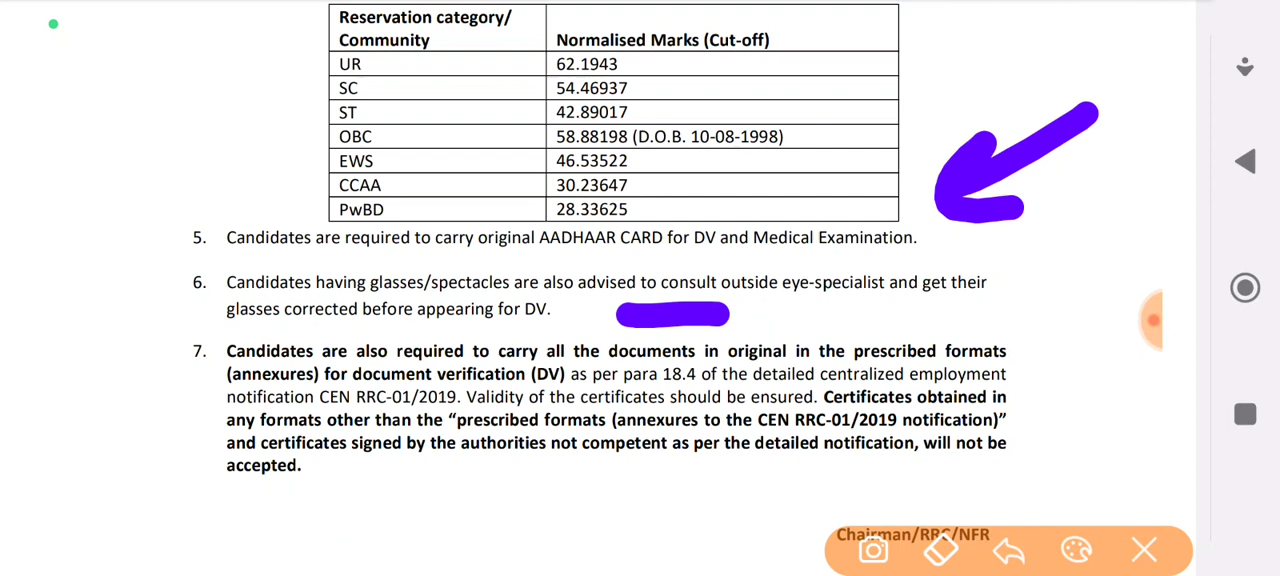 Reservation category/
Community
Normalised Marks (Cut-off)
UR 62.1943
SC 54.46937
ST 42.89017
OBC 58.88198 (D.O.B. 10-08-1998)
EWS 46.53522
CCAA 30.23647
PwBD 28.33625
5. Candidates are required to carry original AADHAAR CARD for DV and Medical Examination.
6. Candidates having glasses/spectacles are also advised to consult outside eye-specialist and get their
glasses corrected before appearing for DV.
7. Candidates are also required to carry all the documents in original in the prescribed formats
(annexures) for document verification (DV) as per para 18.4 of the detailed centralized employment
notification CEN RRC-01/2019. Validity of the certificates should be ensured. Certificates obtained in
any formats other than the “prescribed formats (annexures to the CEN RRC-01/2019 notification)”
and certificates signed by the authorities not competent as per the detailed notification, will not be
accepted.
Chairman/RRC/NFR